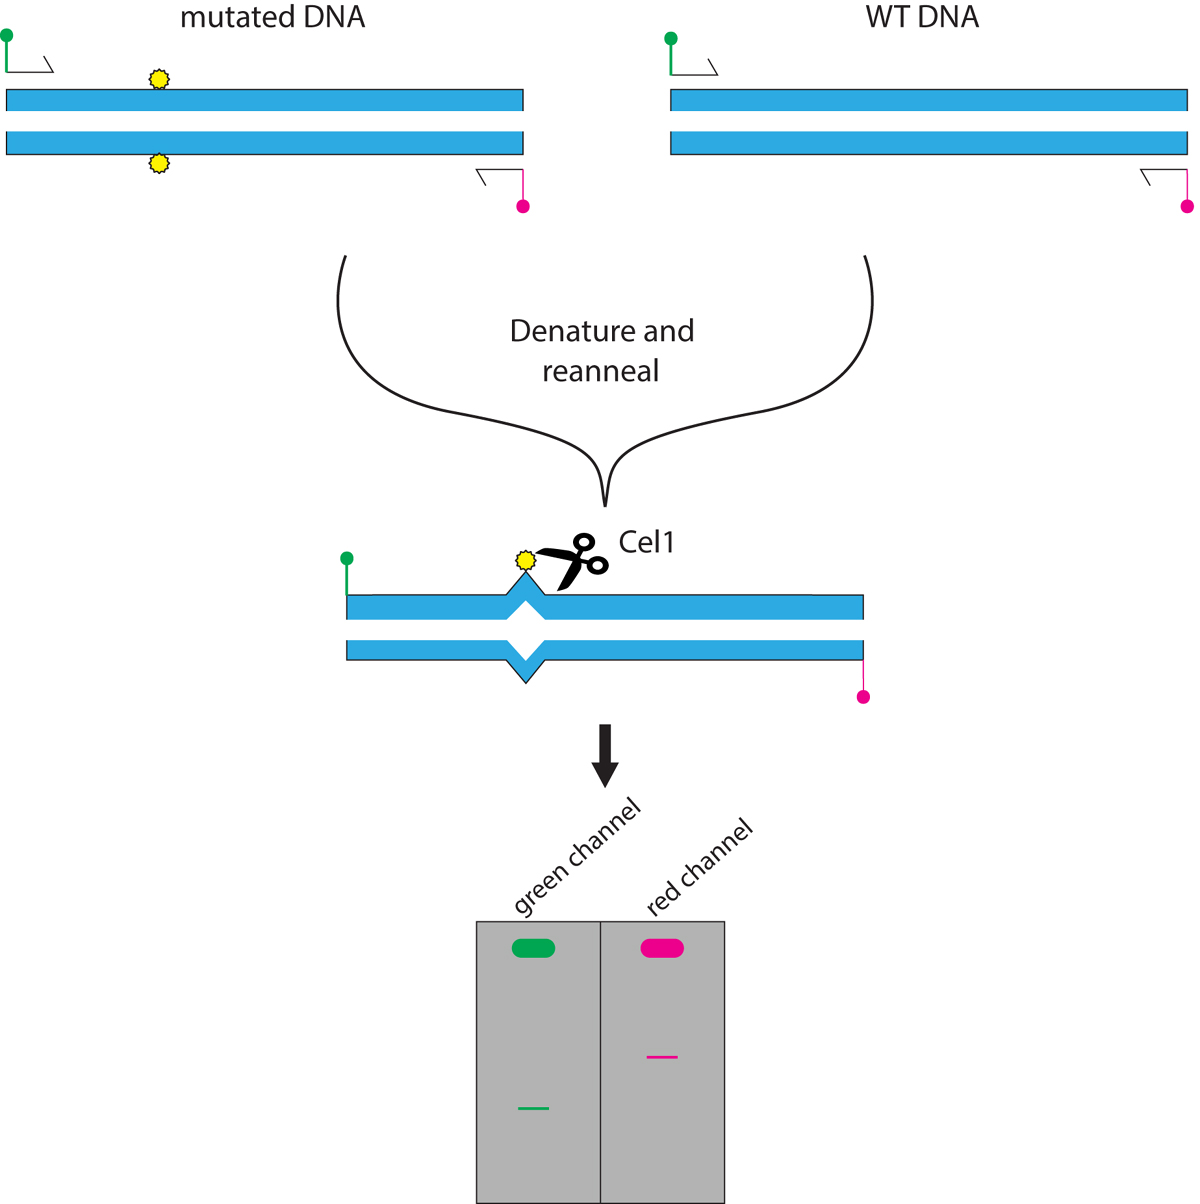 mutated DNA
WT DNA
Denature and
reanneal
Cel1
green channel
red channel